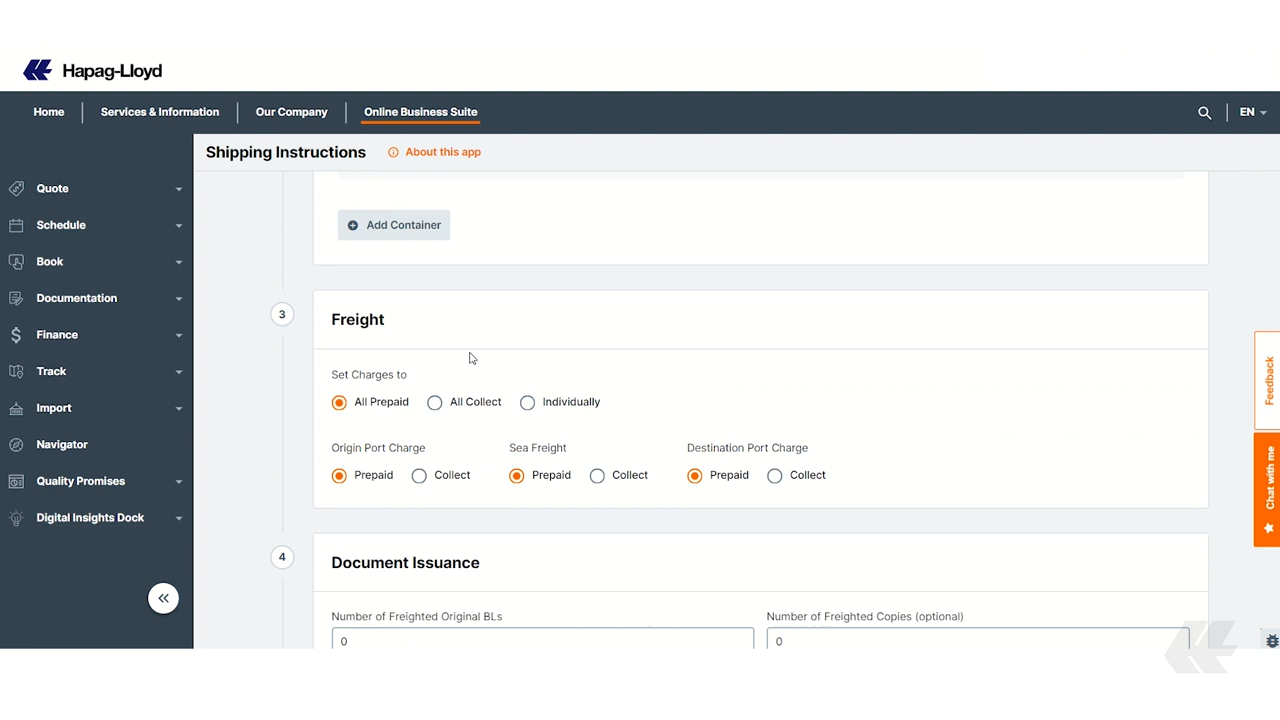 Hapag-Lloyd
Home Services & Information Our Company Online Business Suite EN
Shipping Instructions About this app
Quote
Schedule
Book
Documentation
Finance
Track
Import
Navigator
Quality Promises
Digital Insights Dock
Add Container
3 Freight
Set Charges to
All Prepaid All Collect Individually
Origin Port Charge Sea Freight Destination Port Charge
Prepaid Collect Prepaid Collect Prepaid Collect
4 Document Issuance
Number of Freighted Original BLs Number of Freighted Copies (optional)
0 0
Feedback
Chat with me